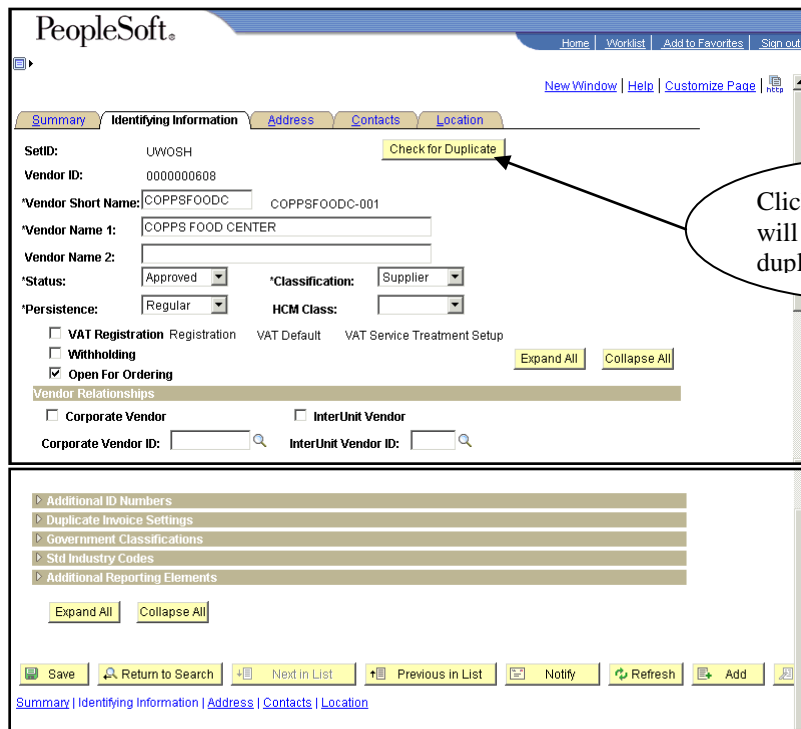 PeopleSoft®
Home | Worklist | Add to Favorites | Sign out
New Window | Help | Customize Page | http
Summary Identifying Information Address Contacts Location
SetID: UWOSH Check for Duplicate
Vendor ID: 0000000608
*Vendor Short Name: COPPSFOODC COPPSFOODC-001
*Vendor Name 1: COPPS FOOD CENTER
Vendor Name 2:
*Status: Approved *Classification: Supplier
*Persistence: Regular HCM Class:
VAT Registration Registration VAT Default VAT Service Treatment Setup
Withholding Expand All Collapse All
Open For Ordering
Vendor Relationships
Corporate Vendor InterUnit Vendor
Corporate Vendor ID: InterUnit Vendor ID:
will
Additional ID Numbers
Duplicate Invoice Settings
Government Classifications
Std Industry Codes
Additional Reporting Elements
Expand All Collapse All
Save Return to Search Next in List Previous in List Notify Refresh Add
Summary | Identifying Information | Address | Contacts | Location